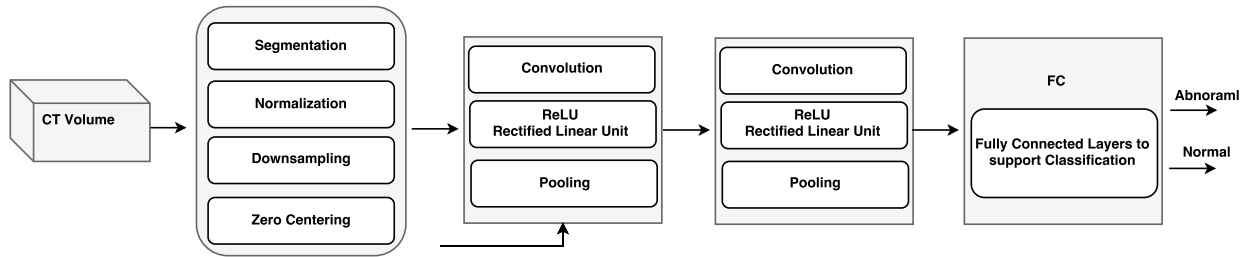 CT Volume
Segmentation
Normalization
Downsampling
Zero Centering
Convolution
ReLU
Rectified Linear Unit
Pooling
Convolution
ReLU
Rectified Linear Unit
Pooling
FC
Fully Connected Layers to
support Classification
Abnoraml
Normal